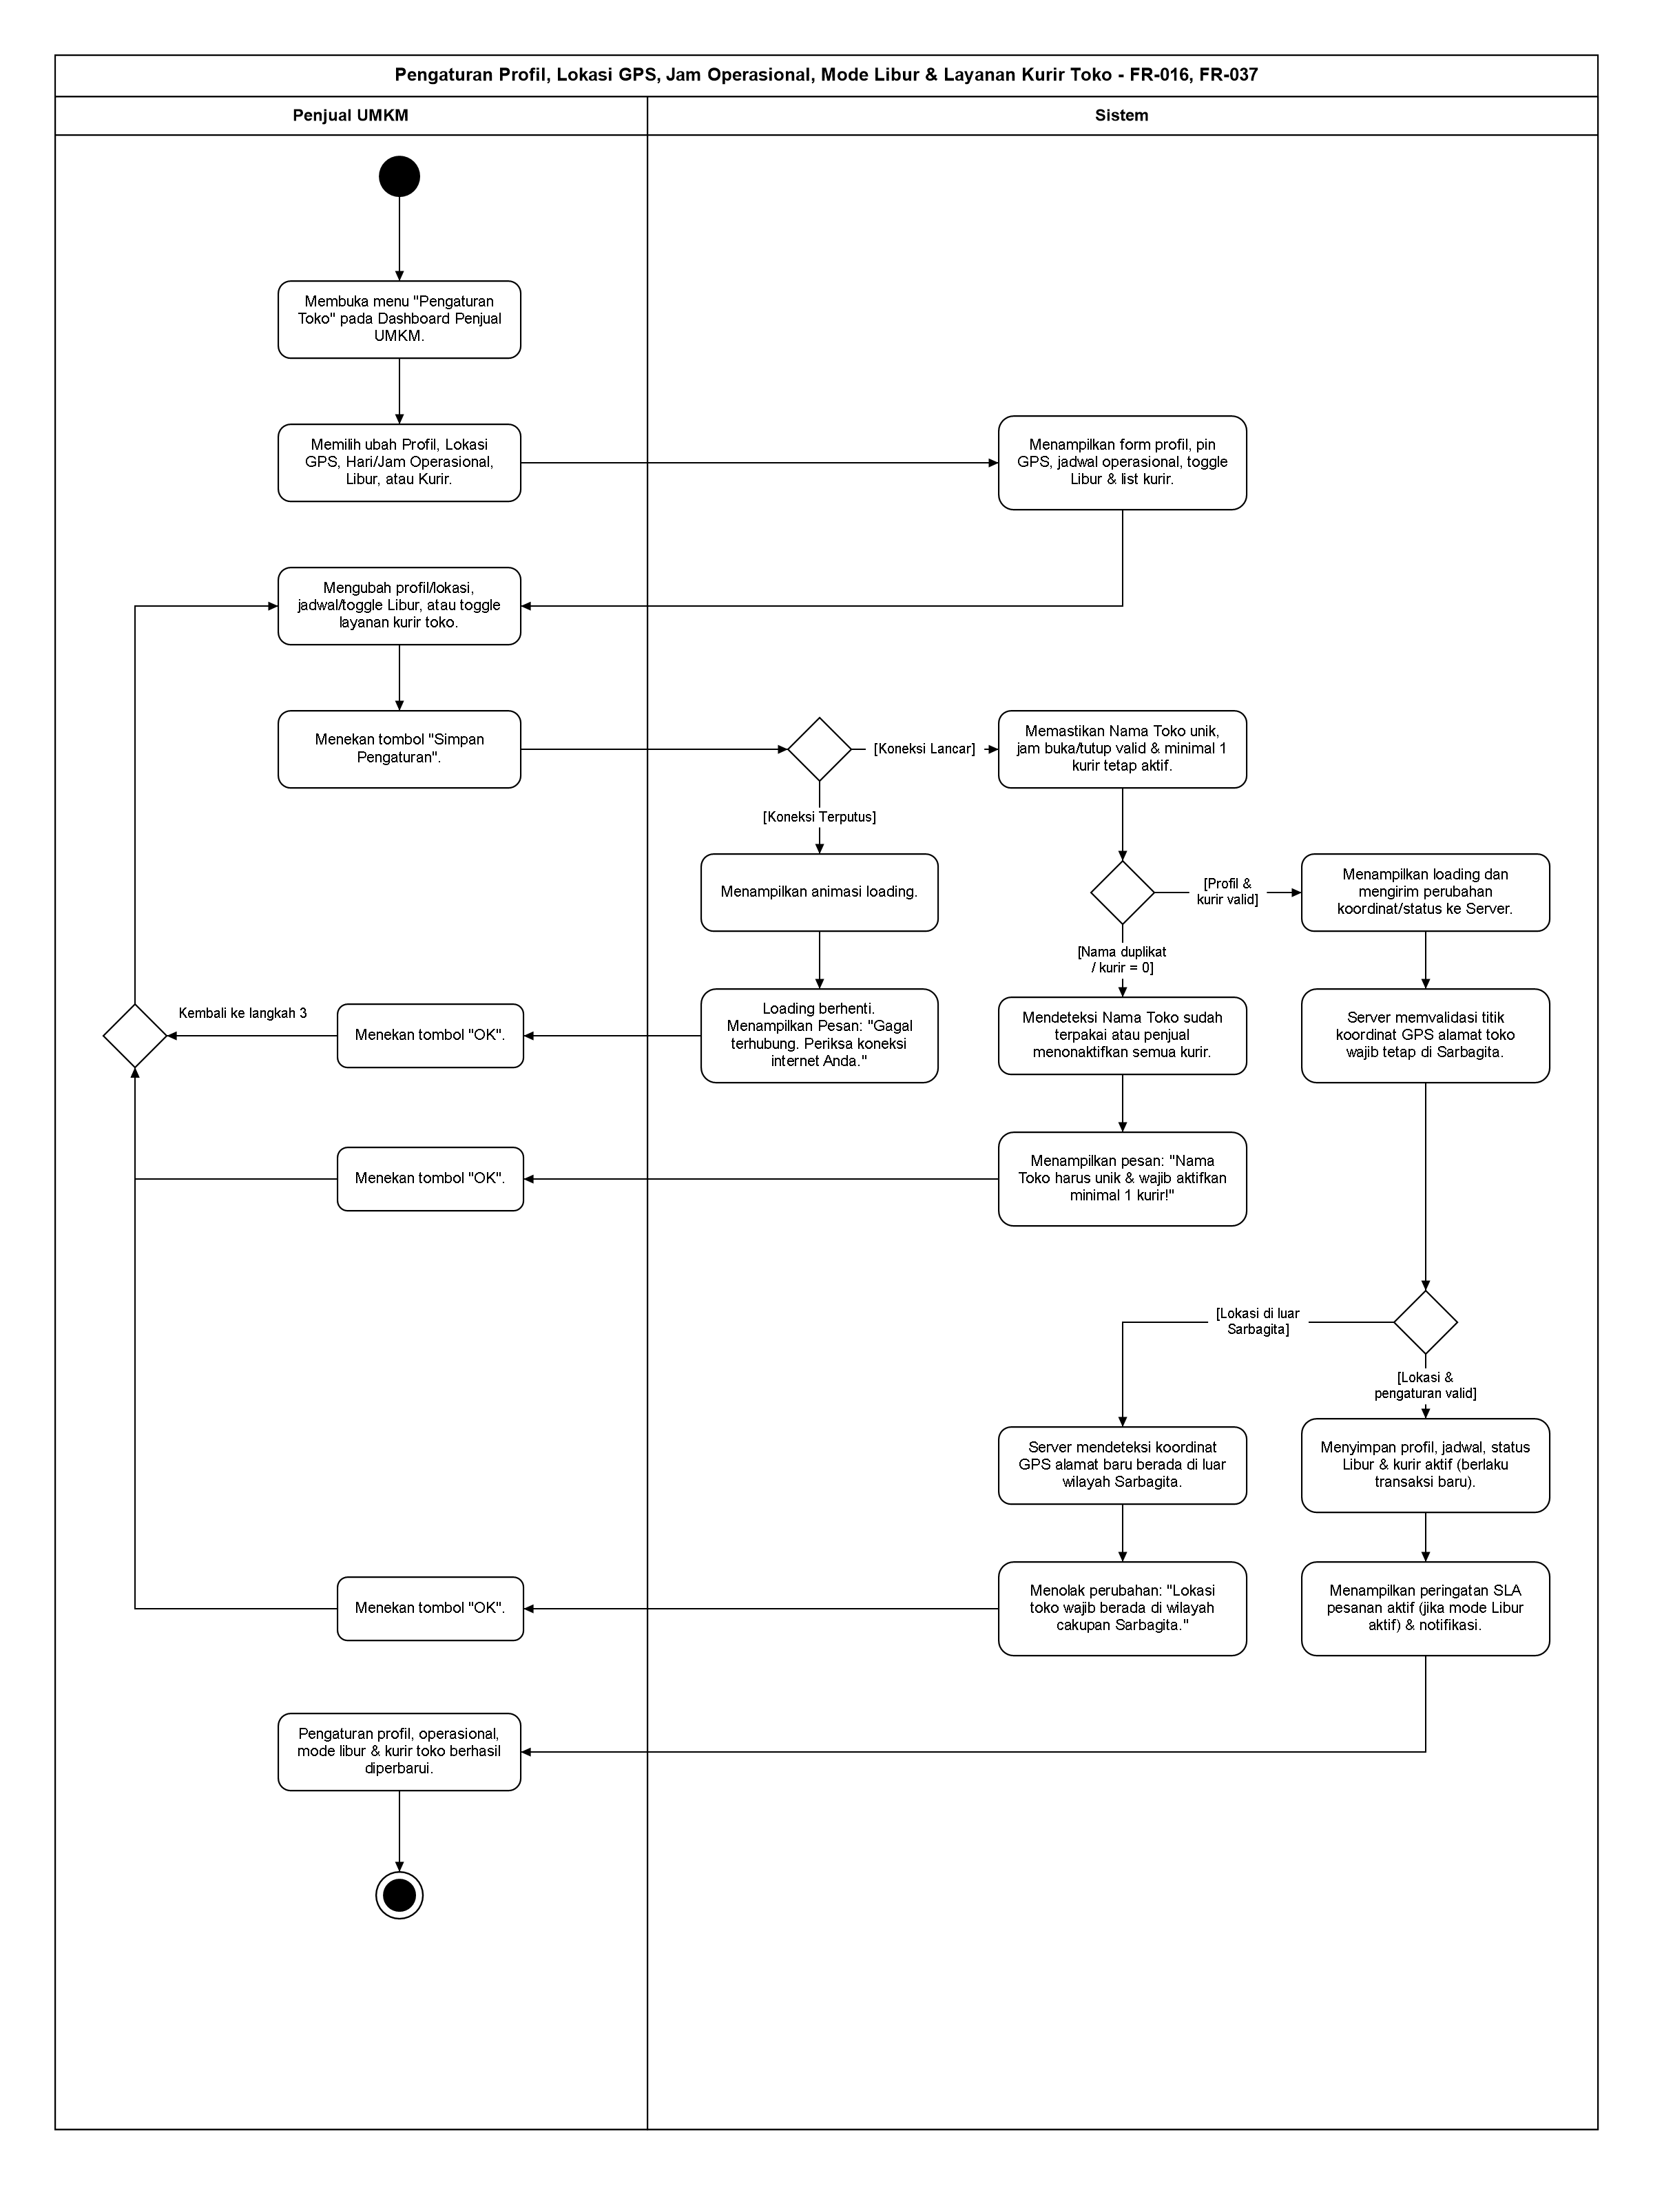 Pengaturan Profil, Lokasi GPS, Jam Operasional, Mode Libur & Layanan Kurir Toko - FR-016, FR-037
Penjual UMKM
Sistem
Membuka menu "Pengaturan
Toko" pada Dashboard Penjual
UMKM.
Memilih ubah Profil, Lokasi
GPS, Hari/Jam Operasional,
Libur, atau Kurir.
Menampilkan form profil, pin
GPS, jadwal operasional, toggle
Libur & list kurir.
Mengubah profil/lokasi,
jadwal/toggle Libur, atau toggle
layanan kurir toko.
Menekan tombol "Simpan
Pengaturan".
[Koneksi Lancar]
Memastikan Nama Toko unik,
jam buka/tutup valid & minimal 1
kurir tetap aktif.
[Koneksi Terputus]
Menampilkan animasi loading.
[Profil &
kurir valid]
Menampilkan loading dan
mengirim perubahan
koordinat/status ke Server.
[Nama duplikat
/ kurir = 0]
Kembali ke langkah 3
Menekan tombol "OK".
Loading berhenti.
Menampilkan Pesan: "Gagal
terhubung. Periksa koneksi
internet Anda."
Mendeteksi Nama Toko sudah
terpakai atau penjual
menonaktifkan semua kurir.
Server memvalidasi titik
koordinat GPS alamat toko
wajib tetap di Sarbagita.
Menekan tombol "OK".
Menampilkan pesan: "Nama
Toko harus unik & wajib aktifkan
minimal 1 kurir!"
[Lokasi di luar
Sarbagita]
[Lokasi &
pengaturan valid]
Server mendeteksi koordinat
GPS alamat baru berada di luar
wilayah Sarbagita.
Menyimpan profil, jadwal, status
Libur & kurir aktif (berlaku
transaksi baru).
Menekan tombol "OK".
Menolak perubahan: "Lokasi
toko wajib berada di wilayah
cakupan Sarbagita."
Menampilkan peringatan SLA
pesanan aktif (jika mode Libur
aktif) & notifikasi.
Pengaturan profil, operasional,
mode libur & kurir toko berhasil
diperbarui.